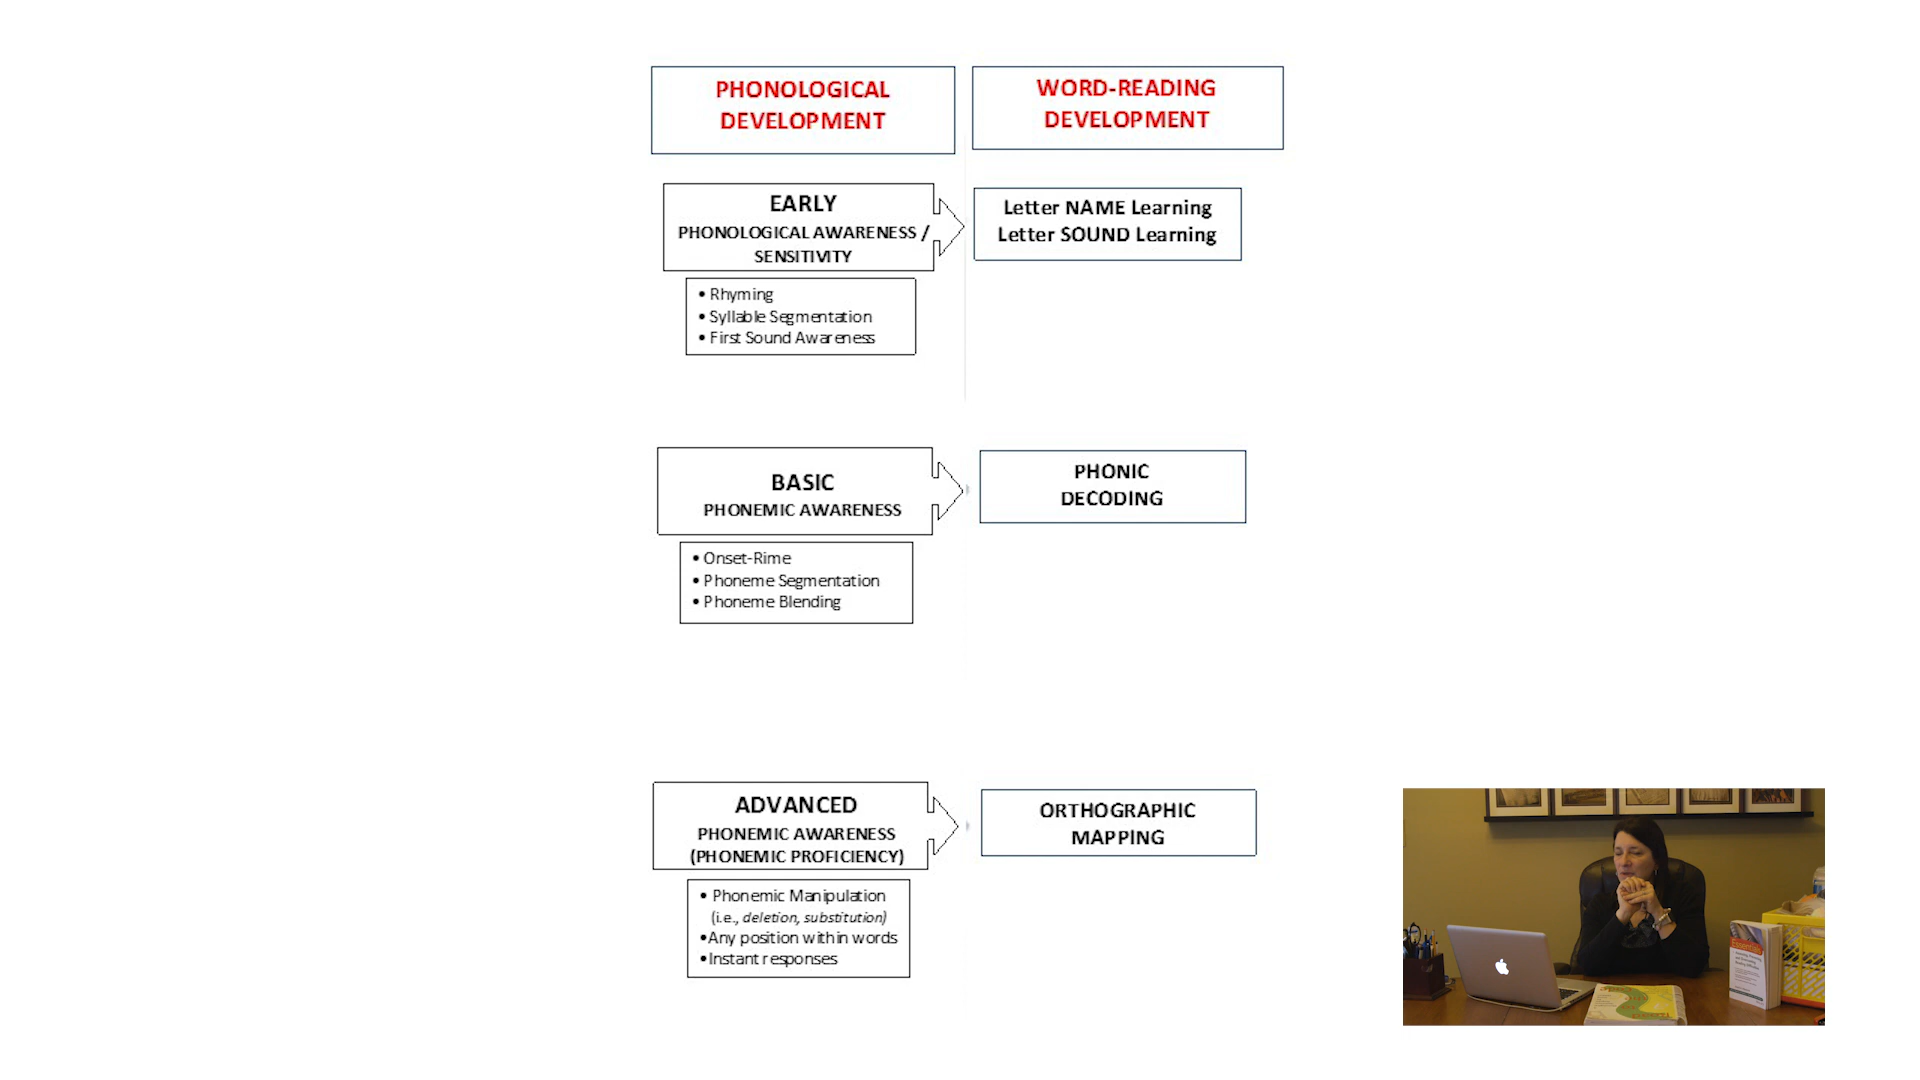 PHONOLOGICAL
DEVELOPMENT
WORD-READING
DEVELOPMENT
EARLY
PHONOLOGICAL AWARENESS /
SENSITIVITY
Letter NAME Learning
Letter SOUND Learning
• Rhyming
• Syllable Segmentation
• First Sound Awareness
BASIC
PHONEMIC AWARENESS
PHONIC
DECODING
• Onset-Rime
• Phoneme Segmentation
• Phoneme Blending
ADVANCED
PHONEMIC AWARENESS
(PHONEMIC PROFICIENCY)
ORTHOGRAPHIC
MAPPING
• Phonemic Manipulation
(i.e., deletion, substitution)
•Any position within words
•Instant responses
Essentials